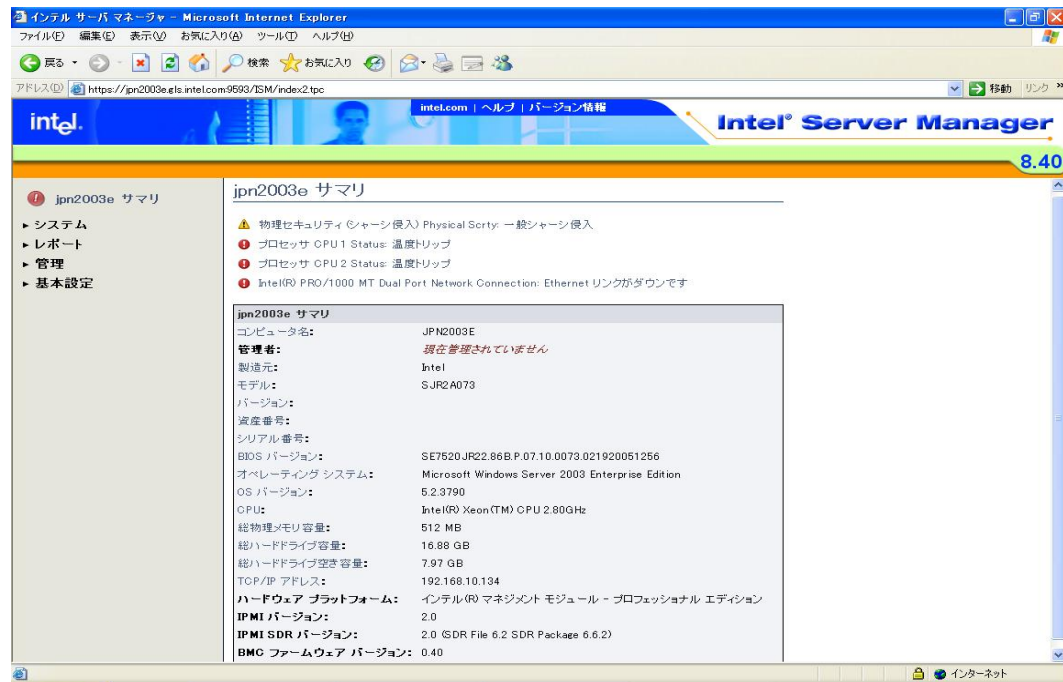 インテル サーバ マネージャ - Microsoft Internet Explorer
ファイル(F) 編集(E) 表示(V) お気に入り(A) ツール(T) ヘルプ(H)
戻る 検索 お気に入り
アドレス(D) https://jpn2003e.gls.intel.com:9593/ISM/index2.tpc 移動 リンク »
intel.com | ヘルプ | バージョン情報
intel.
Intel® Server Manager
8.40
jpn2003e サマリ
システム
レポート
管理
基本設定
jpn2003e サマリ
物理セキュリティ (シャーシ侵入) Physical Scrty: 一般シャーシ侵入
プロセッサ CPU1 Status: 温度トリップ
プロセッサ CPU2 Status: 温度トリップ
Intel(R) PRO/1000 MT Dual Port Network Connection: Ethernet リンクがダウンです
jpn2003e サマリ
コンピュータ名: JPN2003E
管理者: 現在管理されていません
製造元: Intel
モデル: SJR2A073
バージョン:
資産番号:
シリアル番号:
BIOS バージョン: SE7520JR22.86B.P.07.10.0073.021920051256
オペレーティング システム: Microsoft Windows Server 2003 Enterprise Edition
OS バージョン: 5.2.3790
CPU: Intel(R) Xeon(TM) CPU 2.80GHz
総物理メモリ容量: 512 MB
総ハードドライブ容量: 16.88 GB
総ハードドライブ空き容量: 7.97 GB
TCP/IP アドレス: 192.168.10.134
ハードウェア プラットフォーム: インテル(R) マネジメント モジュール - プロフェッショナル エディション
IPMI バージョン: 2.0
IPMI SDR バージョン: 2.0 (SDR File 6.2 SDR Package 6.6.2)
BMC ファームウェア バージョン: 0.40
インターネット